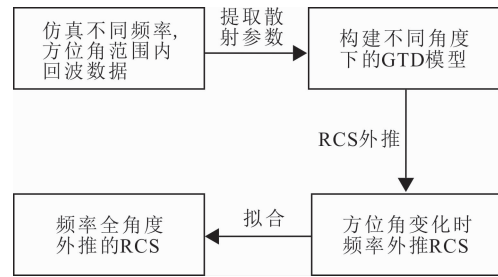 仿真不同频率,
方位角范围内
回波数据
提取散
射参数
构建不同角度
下的GTD模型
RCS外推
方位角变化时
频率外推RCS
拟合
频率全角度
外推的RCS